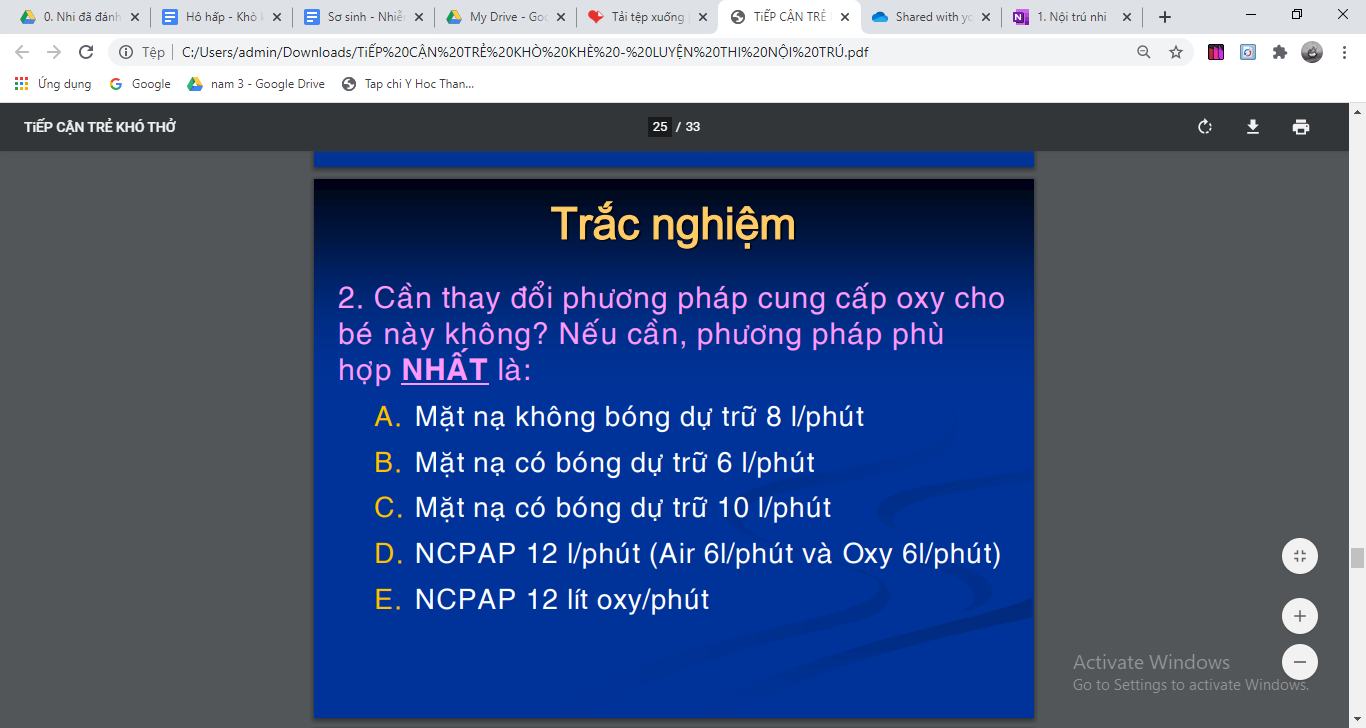 0. Nhi đã đánh
Hô hấp - Khò k
Sơ sinh - Nhiễ
My Drive - Goo
Tải tệp xuống
TiẾP CẬN TRẺ
Shared with yo
1. Nội trú nhi
Tệp
C:/Users/admin/Downloads/TiẾP%20CẬN%20TRẺ%20KHÒ%20KHÈ%20-%20LUYỆN%20THI%20NỘI%20TRÚ.pdf
Ứng dụng
Google
nam 3 - Google Drive
Tạp chi Y Hoc Than...
TiẾP CẬN TRẺ KHÓ THỞ
25 / 33
Trắc nghiệm
2. Cần thay đổi phương pháp cung cấp oxy cho
bé này không? Nếu cần, phương pháp phù
hợp NHẤT là:
A. Mặt nạ không bóng dự trữ 8 l/phút
B. Mặt nạ có bóng dự trữ 6 l/phút
C. Mặt nạ có bóng dự trữ 10 l/phút
D. NCPAP 12 l/phút (Air 6l/phút và Oxy 6l/phút)
E. NCPAP 12 lít oxy/phút
Activate Windows
Go to Settings to activate Windows.